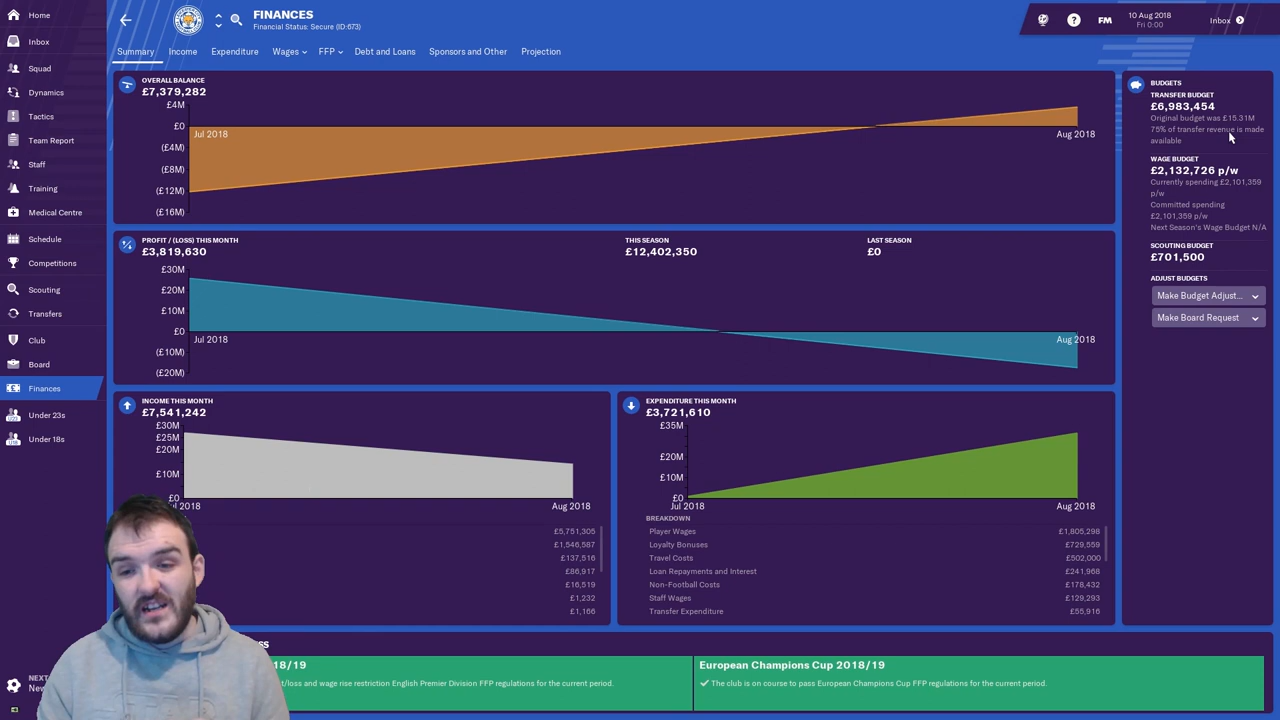 Home
Inbox
Squad
Dynamics
Tactics
Team Report
Staff
Training
Medical Centre
Schedule
Competitions
Scouting
Transfers
Club
Board
Finances
Under 23s
Under 18s
NEXT
FINANCES
Financial Status: Secure (ID:673)
FM
10 Aug 2018
Fri 0:00
Inbox
Summary
Income
Expenditure
Wages
FFP
Debt and Loans
Sponsors and Other
Projection
OVERALL BALANCE
£7,379,282
£4M
£0
(£4M)
(£8M)
(£12M)
(£16M)
Jul 2018
Aug 2018
PROFIT / (LOSS) THIS MONTH
£3,819,630
THIS SEASON
£12,402,350
LAST SEASON
£0
£30M
£20M
£10M
£0
(£10M)
(£20M)
Jul 2018
Aug 2018
INCOME THIS MONTH
£7,541,242
£30M
£25M
£20M
£10M
£0
Jul 2018
Aug 2018
£5,751,305
£1,546,587
£137,516
£86,917
£16,519
£1,232
£1,166
EXPENDITURE THIS MONTH
£3,721,610
£35M
£20M
£10M
£0
Jul 2018
Aug 2018
BREAKDOWN
Player Wages £1,805,298
Loyalty Bonuses £729,559
Travel Costs £502,000
Loan Repayments and Interest £241,968
Non-Football Costs £178,432
Staff Wages £129,293
Transfer Expenditure £55,916
18/19
t/loss and wage rise restriction English Premier Division FFP regulations for the current period.
European Champions Cup 2018/19
The club is on course to pass European Champions Cup FFP regulations for the current period.
BUDGETS
TRANSFER BUDGET
£6,983,454
Original budget was £15.31M
75% of transfer revenue is made
available
WAGE BUDGET
£2,132,726 p/w
Currently spending £2,101,359
p/w
Committed spending
£2,101,359 p/w
Next Season's Wage Budget N/A
SCOUTING BUDGET
£701,500
ADJUST BUDGETS
Make Budget Adjust...
Make Board Request